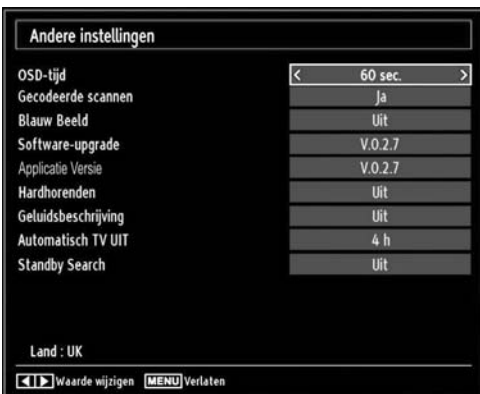 Andere instellingen
OSD-tijd < 60 sec. >
Gecodeerde scannen Ja
Blauw Beeld Uit
Software-upgrade V.0.2.7
Applicatie Versie V.0.2.7
Hardhorenden Uit
Geluidsbeschrijving Uit
Automatisch TV UIT 4 h
Standby Search Uit
Land : UK
Waarde wijzigen MENU Verlaten